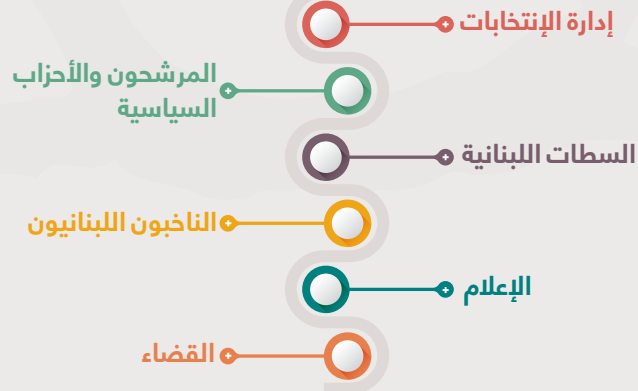 إدارة الإنتخابات
المرشحون والأحزاب
السياسية
السطات اللبنانية
الناخبون اللبنانيون
الإعلام
القضاء